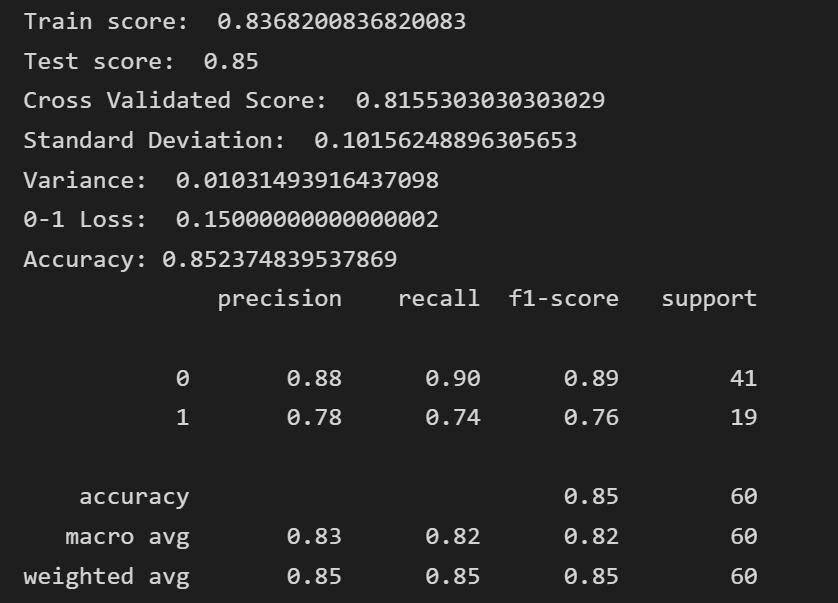 Train score:  0.8368200836820083
Test score:  0.85
Cross Validated Score:  0.8155303030303029
Standard Deviation:  0.10156248896305653
Variance:  0.01031493916437098
0-1 Loss:  0.15000000000000002
Accuracy: 0.852374839537869
              precision    recall  f1-score   support
           0       0.88      0.90      0.89        41
           1       0.78      0.74      0.76        19
    accuracy                           0.85        60
   macro avg       0.83      0.82      0.82        60
weighted avg       0.85      0.85      0.85        60